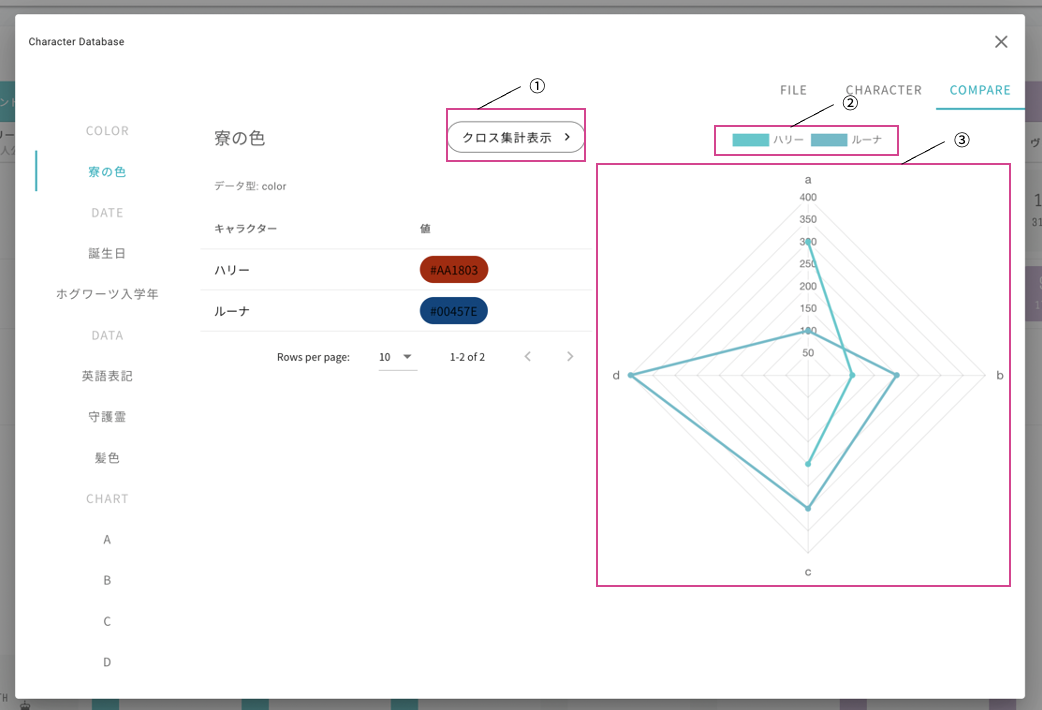 Character Database
①
FILE
CHARACTER
COMPARE
②
COLOR
寮の色
クロス集計表示
ハリー
ルーナ
③
寮の色
DATE
誕生日
ホグワーツ入学年
DATA
英語表記
守護霊
髪色
CHART
A
B
C
D
データ型: color
キャラクター
値
ハリー
#AA1803
ルーナ
#00457E
Rows per page:
10
1-2 of 2
a
400
350
300
250
200
150
100
50
d
b
c